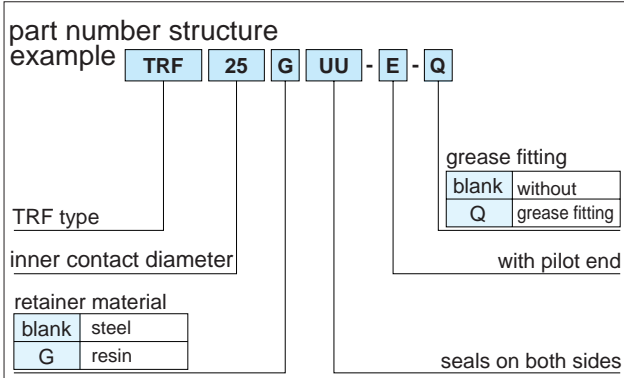 part number structure
example TRF 25 G UU - E - Q
grease fitting
blank without
Q grease fitting
TRF type
inner contact diameter
with pilot end
retainer material
blank steel
G resin
seals on both sides